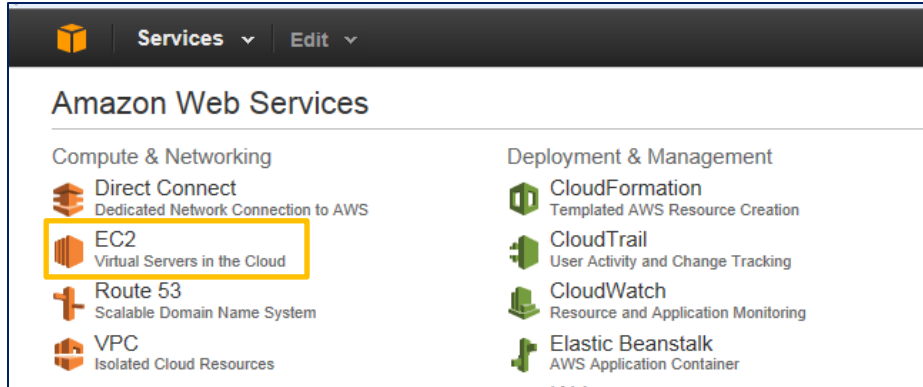 Services Edit
Amazon Web Services
Compute & Networking
Direct Connect
Dedicated Network Connection to AWS
EC2
Virtual Servers in the Cloud
Route 53
Scalable Domain Name System
VPC
Isolated Cloud Resources
Deployment & Management
CloudFormation
Templated AWS Resource Creation
CloudTrail
User Activity and Change Tracking
CloudWatch
Resource and Application Monitoring
Elastic Beanstalk
AWS Application Container